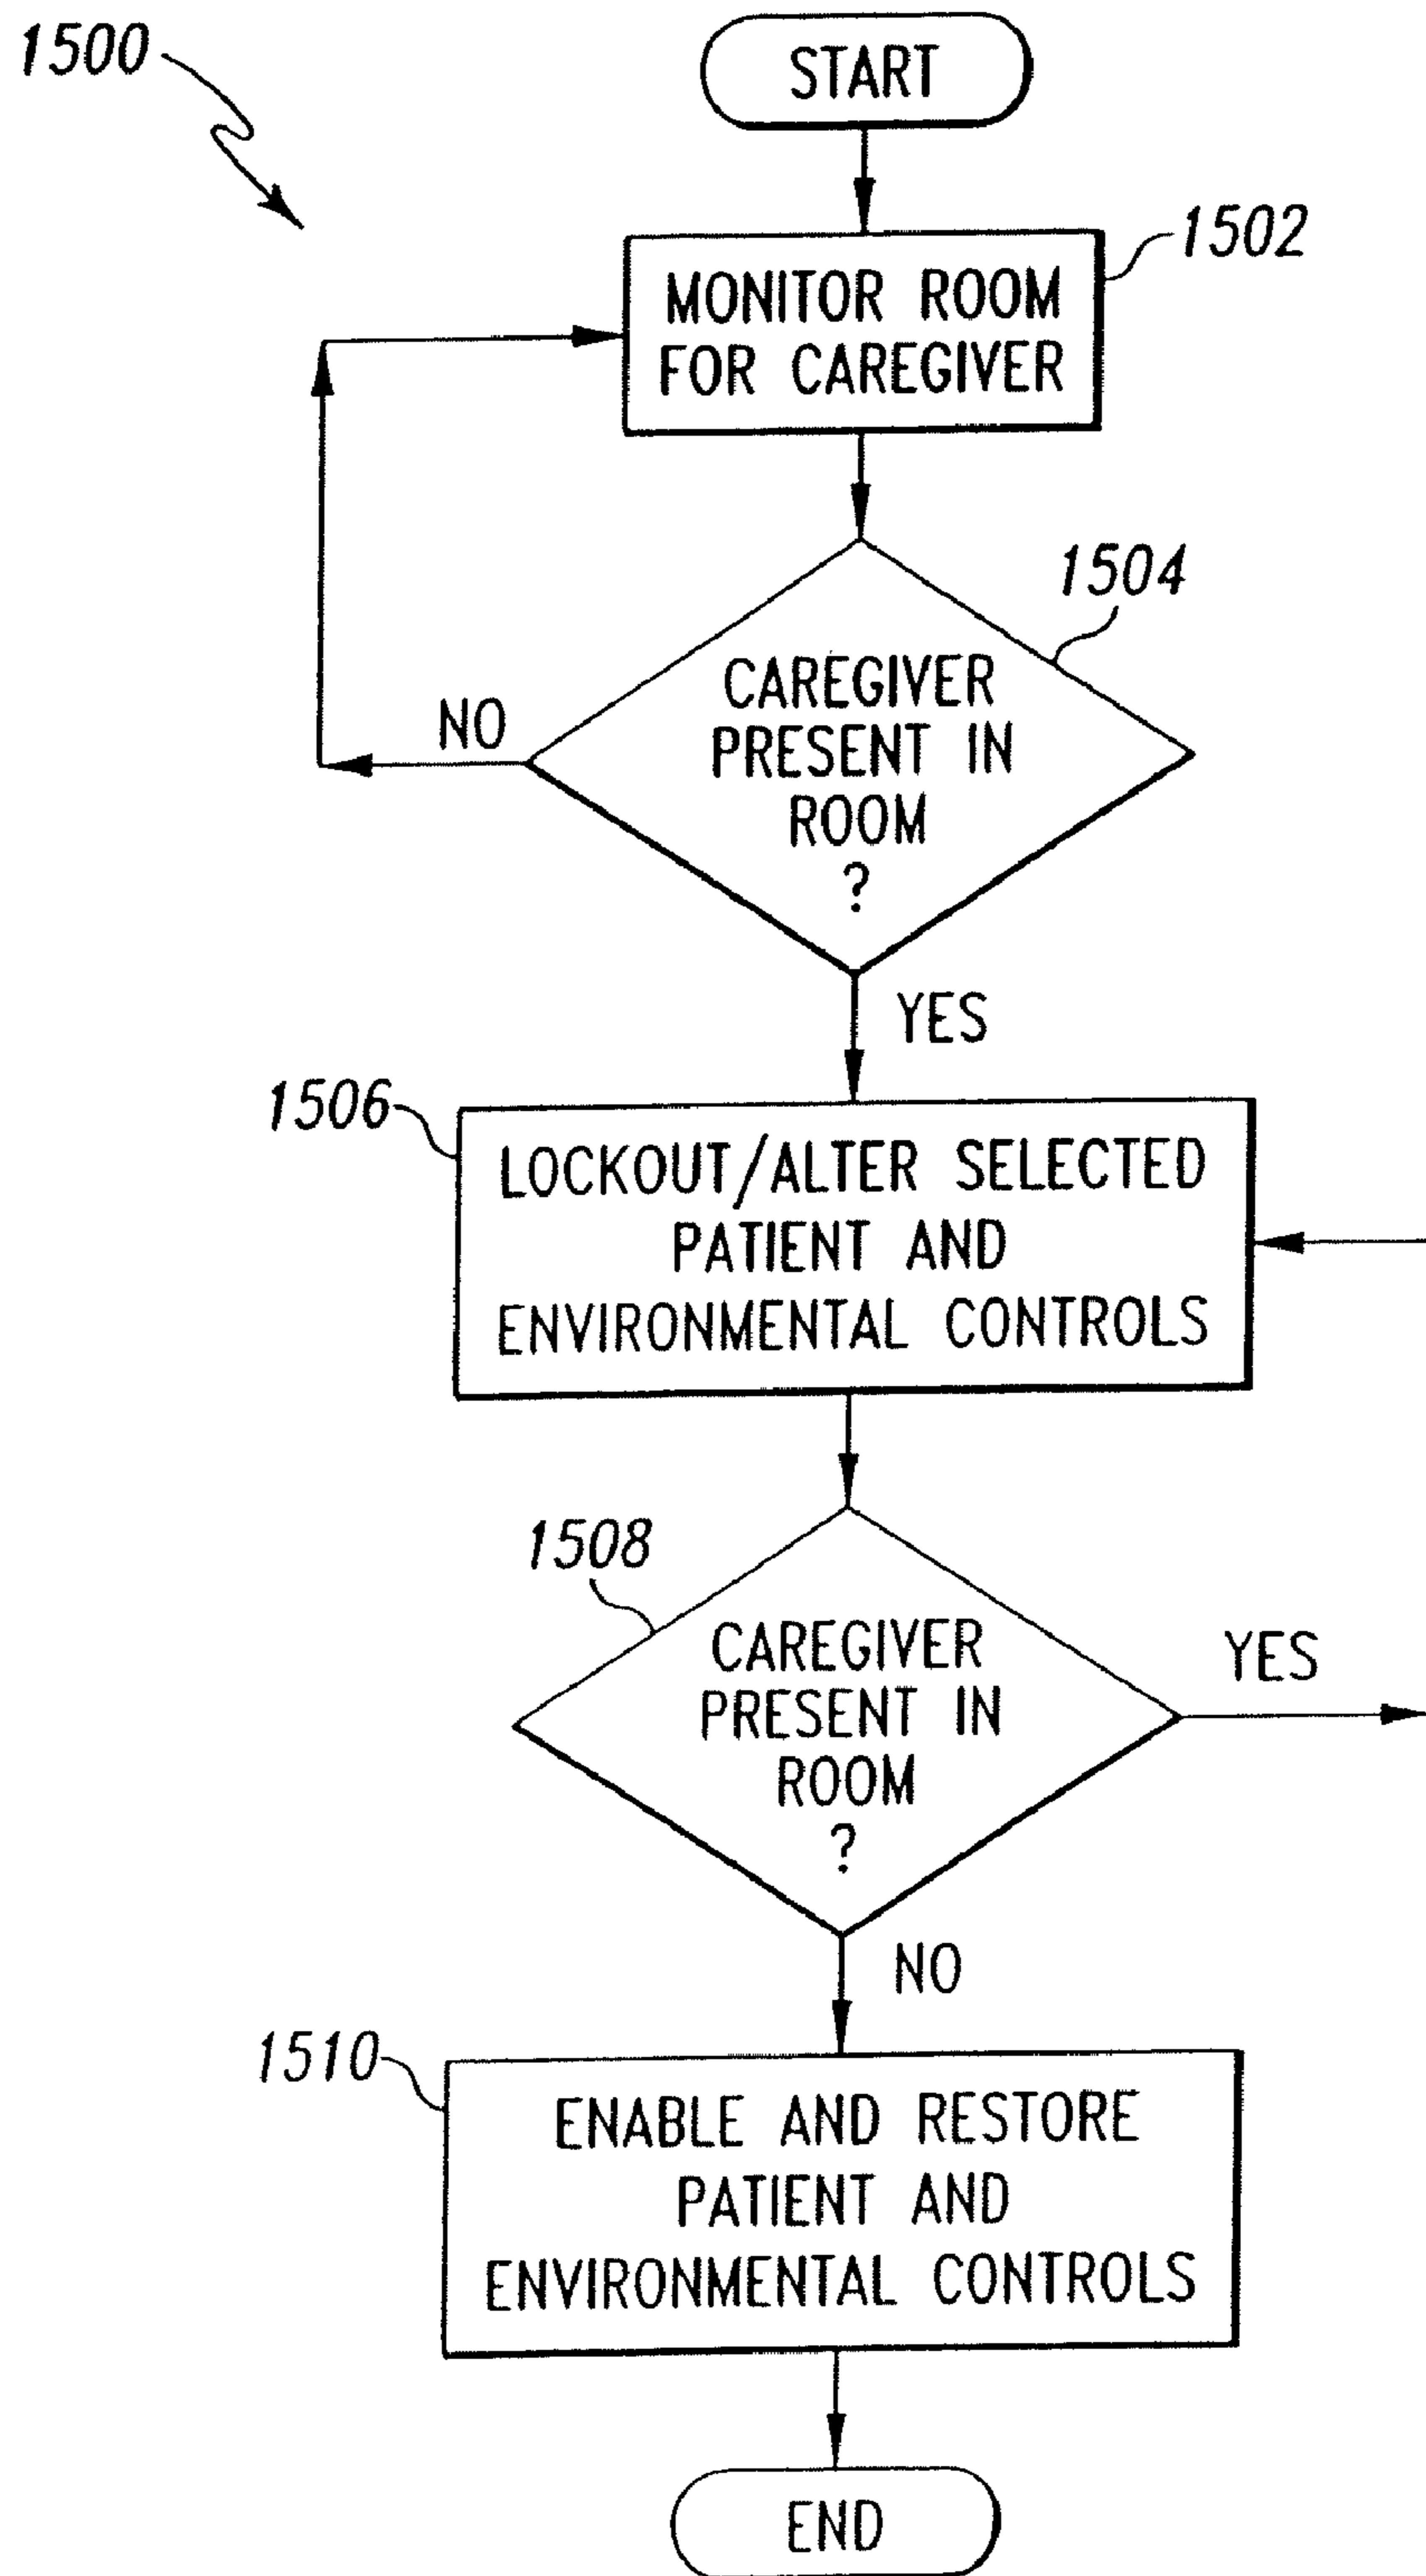 1500
START
1502
MONITOR ROOM
FOR CAREGIVER
1504
CAREGIVER
PRESENT IN
ROOM
?
NO
YES
1506
LOCKOUT/ALTER SELECTED
PATIENT AND
ENVIRONMENTAL CONTROLS
1508
CAREGIVER
PRESENT IN
ROOM
?
YES
NO
1510
ENABLE AND RESTORE
PATIENT AND
ENVIRONMENTAL CONTROLS
END